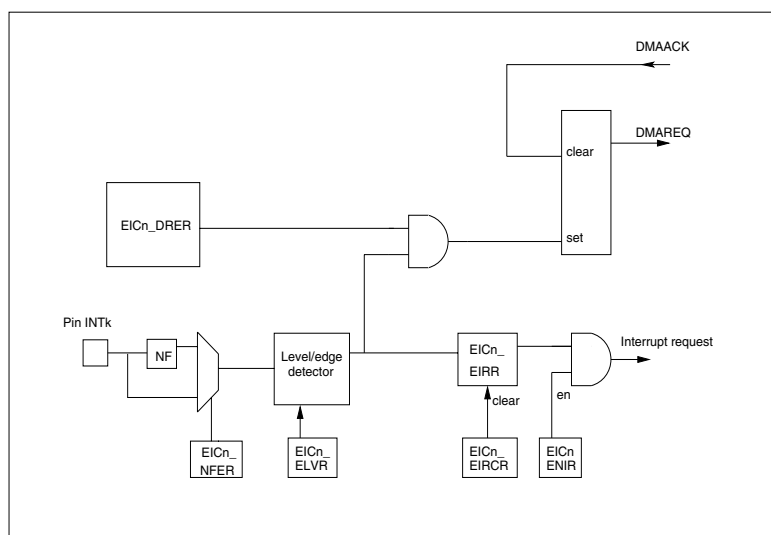 DMAACK
DMAREQ
clear
EICn_DRER
set
Pin INTk
NF
Level/edge
detector
EICn_
EIRR
Interrupt request
clear
en
EICn_
NFER
EICn_
ELVR
EICn_
EIRCR
EICn
ENIR